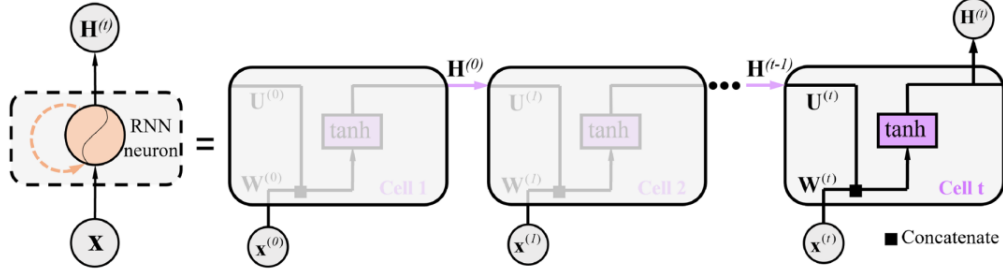 H(t)
RNN
neuron
x
=
U(0)
tanh
W(0)
Cell 1
x(0)
H(0)
U(1)
tanh
W(1)
Cell 2
x(1)
•••
H(t-1)
H(t)
U(t)
tanh
W(t)
Cell t
x(t)
Concatenate